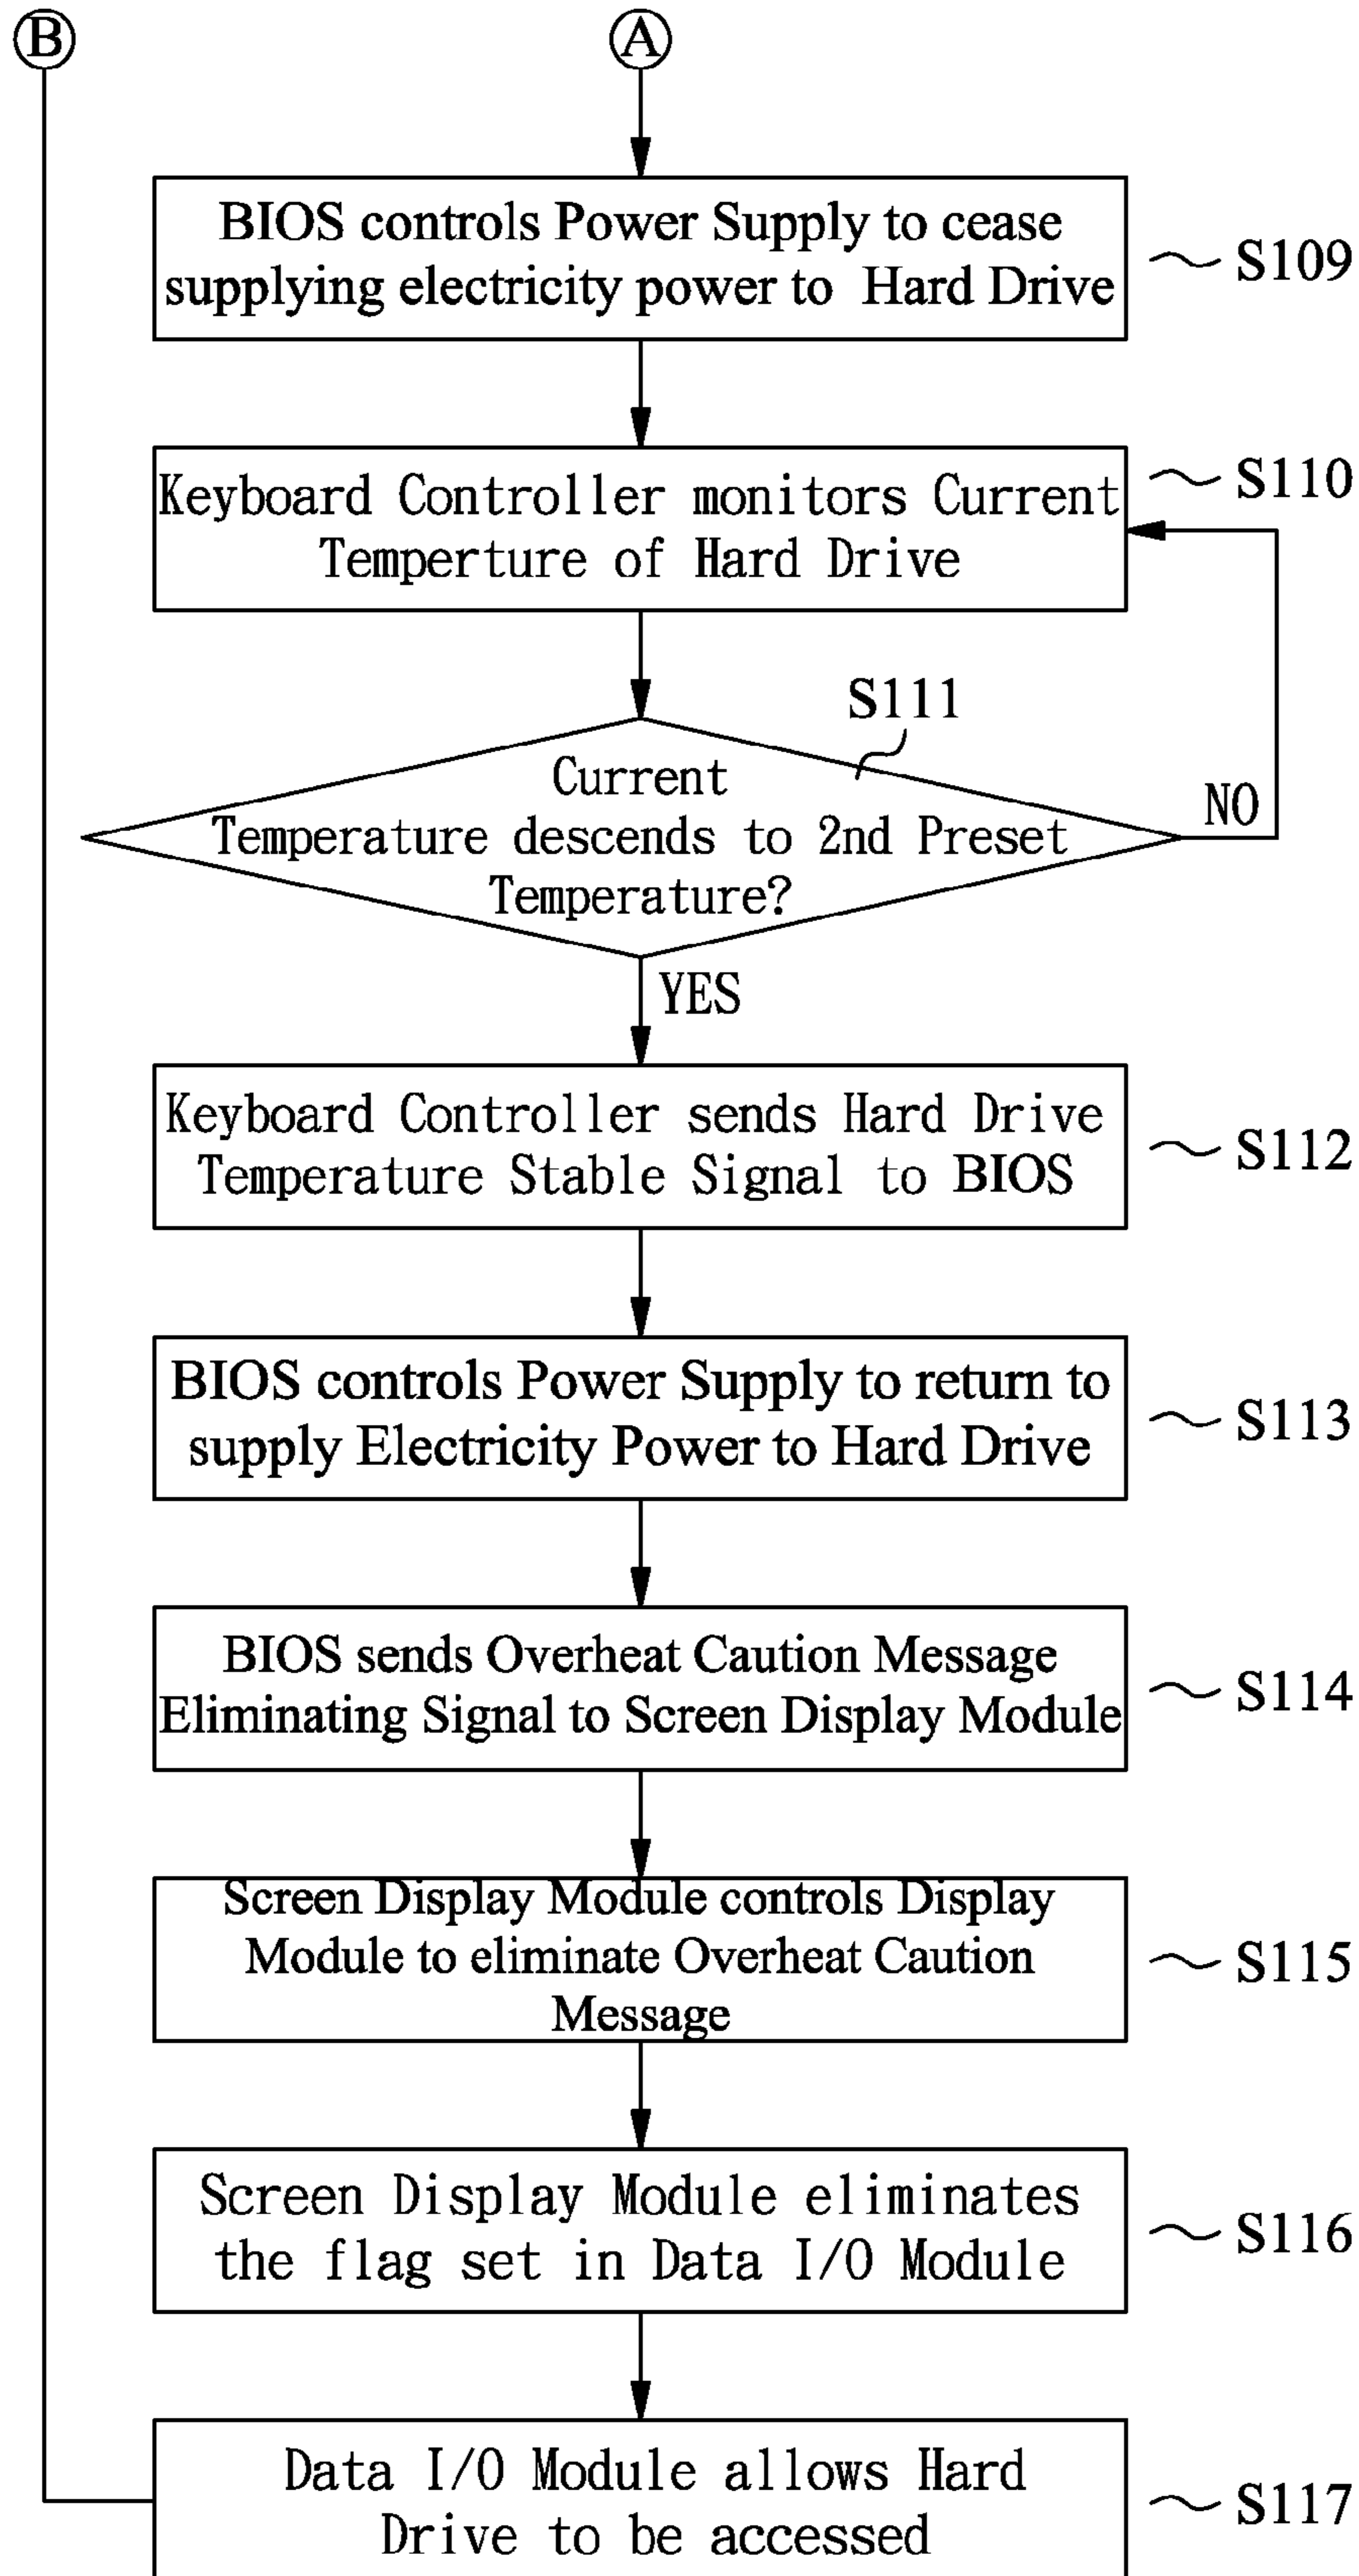 B
A
BIOS controls Power Supply to cease
supplying electricity power to Hard Drive
S109
Keyboard Controller monitors Current
Temperture of Hard Drive
S110
S111
Current
Temperature descends to 2nd Preset
Temperature?
NO
YES
Keyboard Controller sends Hard Drive
Temperature Stable Signal to BIOS
S112
BIOS controls Power Supply to return to
supply Electricity Power to Hard Drive
S113
BIOS sends Overheat Caution Message
Eliminating Signal to Screen Display Module
S114
Screen Display Module controls Display
Module to eliminate Overheat Caution
Message
S115
Screen Display Module eliminates
the flag set in Data I/O Module
S116
Data I/O Module allows Hard
Drive to be accessed
S117